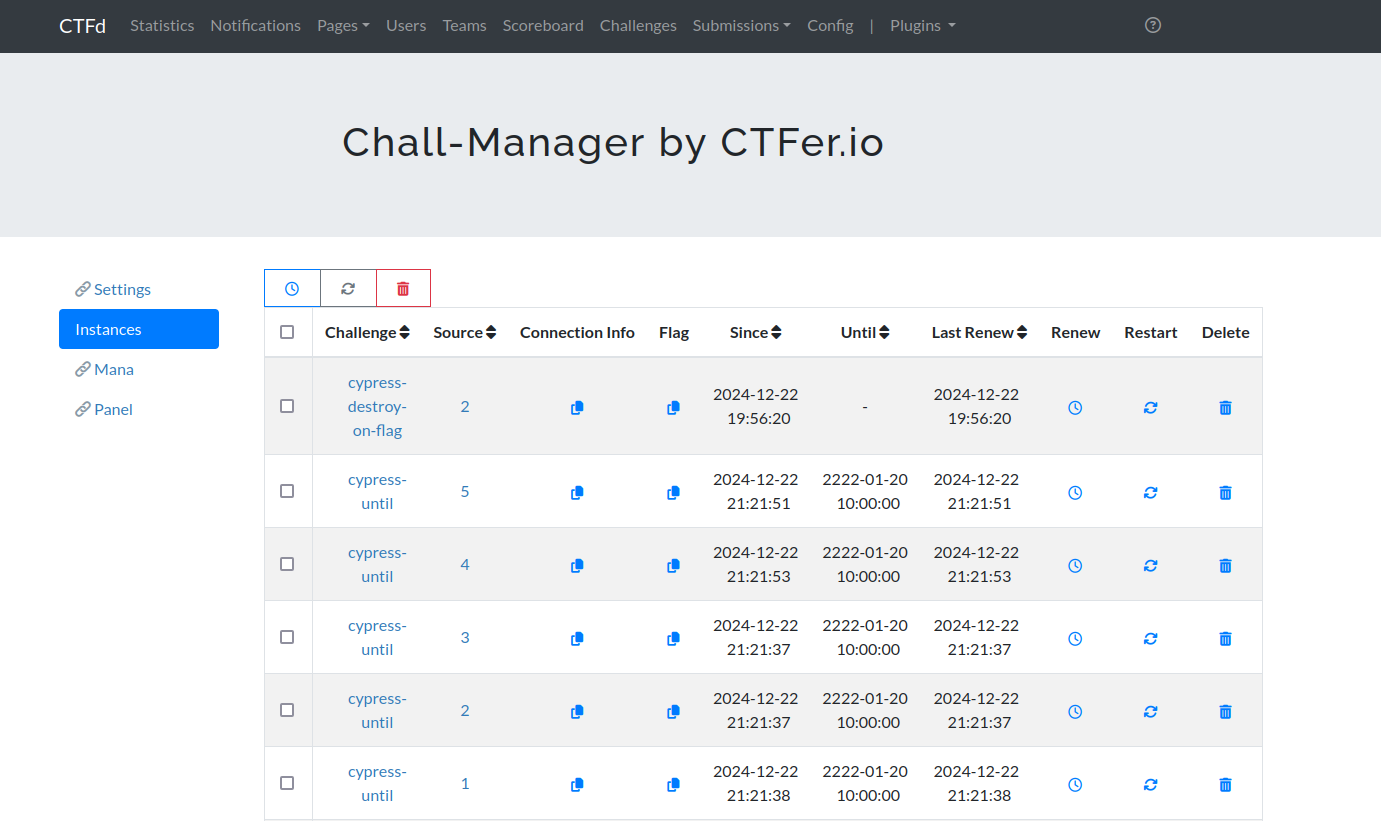 CTFd Statistics Notifications Pages Users Teams Scoreboard Challenges Submissions Config | Plugins
Chall-Manager by CTFer.io
Settings
Instances
Mana
Panel
Challenge Source Connection Info Flag Since Until Last Renew Renew Restart Delete
cypress-
destroy-
on-flag
2
2024-12-22
19:56:20
-
2024-12-22
19:56:20
cypress-
until
5
2024-12-22
21:21:51
2222-01-20
10:00:00
2024-12-22
21:21:51
cypress-
until
4
2024-12-22
21:21:53
2222-01-20
10:00:00
2024-12-22
21:21:53
cypress-
until
3
2024-12-22
21:21:37
2222-01-20
10:00:00
2024-12-22
21:21:37
cypress-
until
2
2024-12-22
21:21:37
2222-01-20
10:00:00
2024-12-22
21:21:37
cypress-
until
1
2024-12-22
21:21:38
2222-01-20
10:00:00
2024-12-22
21:21:38